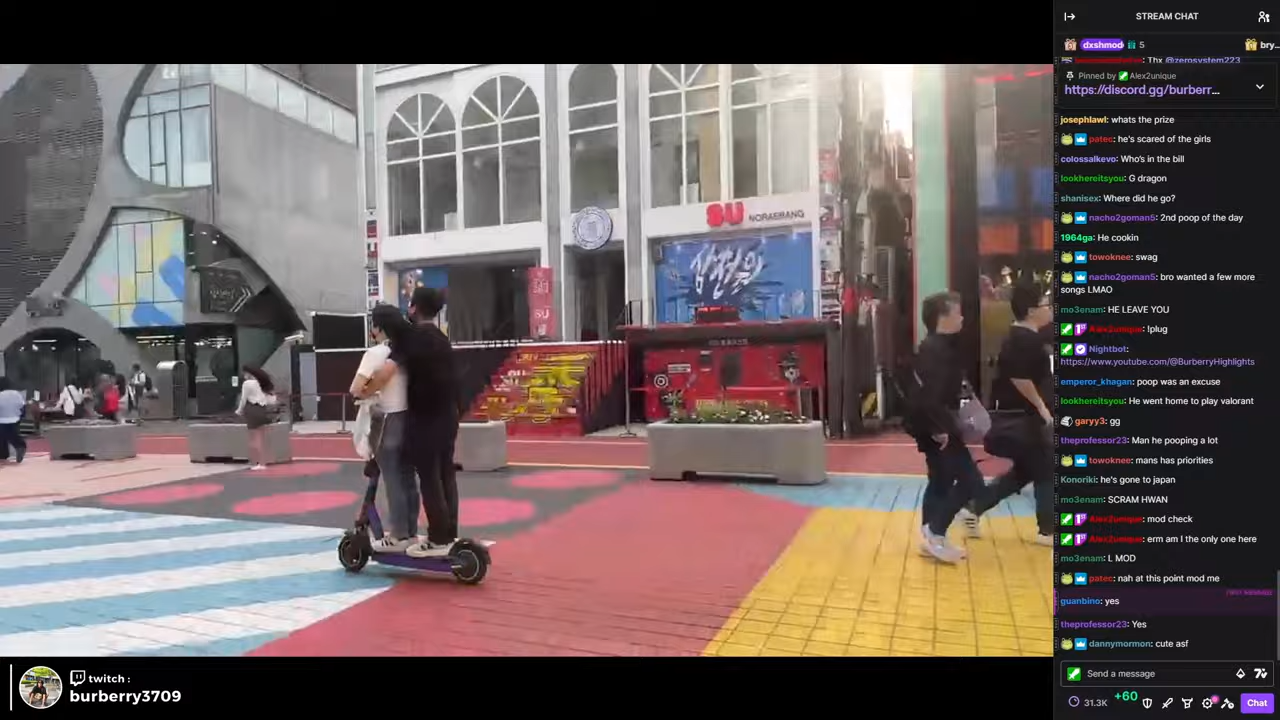 SU NORAEBANG
SU
twitch :
burberry3709
STREAM CHAT
dxshmod 5
bry...
Thx @zemsystem223
Pinned by Alex2unique
https://discord.gg/burberr...
josephlawl: whats the prize
patec: he's scared of the girls
colossalkevo: Who's in the bill
lookhereitsyou: G dragon
shanisex: Where did he go?
nacho2goman5: 2nd poop of the day
1964ga: He cookin
towoknee: swag
nacho2goman5: bro wanted a few more
songs LMAO
mo3enam: HE LEAVE YOU
Alex2unique: !plug
Nightbot:
https://www.youtube.com/@BurberryHighlights
emperor_khagan: poop was an excuse
lookhereitsyou: He went home to play valorant
garyy3: gg
theprofessor23: Man he pooping a lot
towoknee: mans has priorities
Konoriki: he's gone to japan
mo3enam: SCRAM HWAN
Alex2unique: mod check
Alex2unique: erm am I the only one here
mo3enam: L MOD
patec: nah at this point mod me
guanbino: yes
theprofessor23: Yes
dannymormon: cute asf
Send a message
31.3K +60
Chat